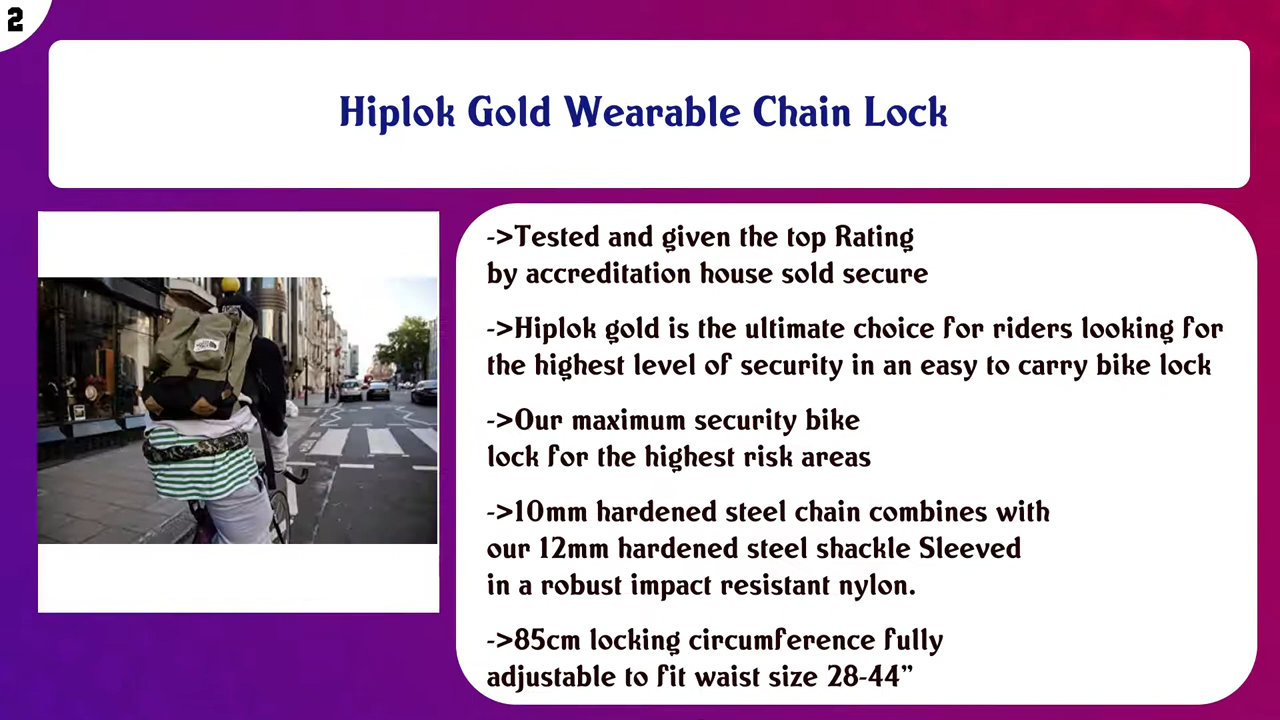 2
Hiplok Gold Wearable Chain Lock
->Tested and given the top Rating
by accreditation house sold secure
->Hiplok gold is the ultimate choice for riders looking for
the highest level of security in an easy to carry bike lock
->Our maximum security bike
lock for the highest risk areas
->10mm hardened steel chain combines with
our 12mm hardened steel shackle Sleeved
in a robust impact resistant nylon.
->85cm locking circumference fully
adjustable to fit waist size 28-44”